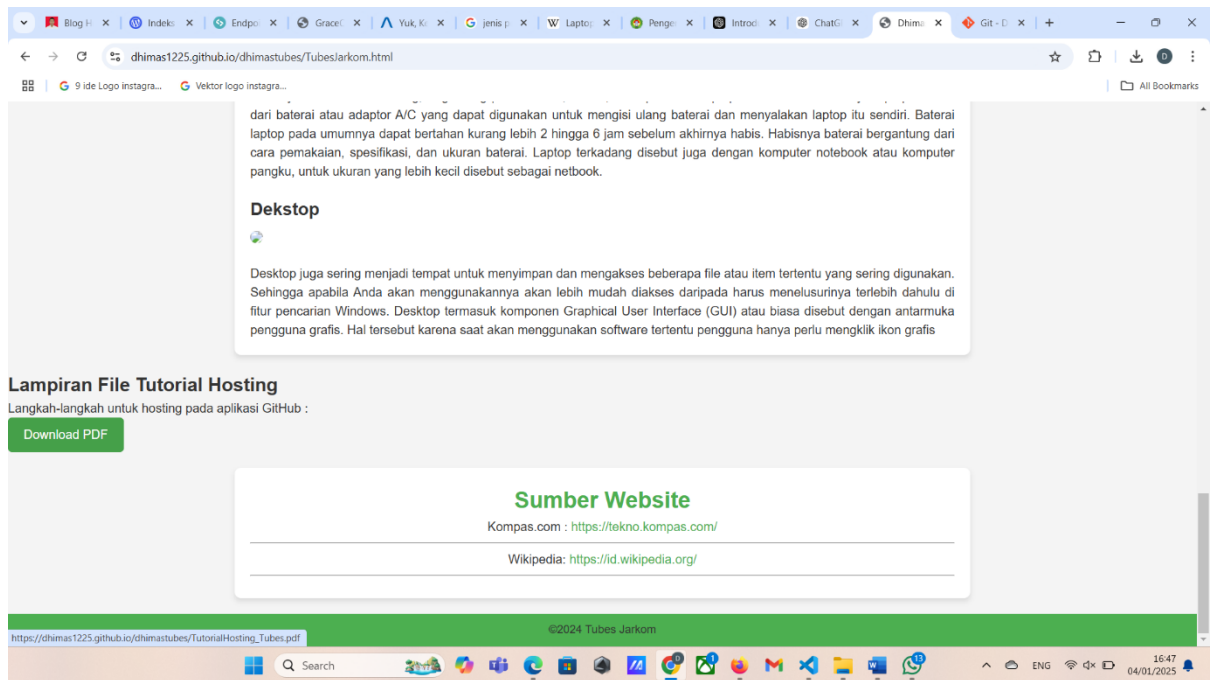 Blog H
Indeks
Endpo
GraceC
Yuk, K
jenis p
Laptop
Penge
Introd
ChatG
Dhima
Git - D
dhimas1225.github.io/dhimastubes/TubesJarkom.html
D
9 ide Logo instagra...
Vektor logo instagra...
All Bookmarks
dari baterai atau adaptor A/C yang dapat digunakan untuk mengisi ulang baterai dan menyalakan laptop itu sendiri. Baterai
laptop pada umumnya dapat bertahan kurang lebih 2 hingga 6 jam sebelum akhirnya habis. Habisnya baterai bergantung dari
cara pemakaian, spesifikasi, dan ukuran baterai. Laptop terkadang disebut juga dengan komputer notebook atau komputer
pangku, untuk ukuran yang lebih kecil disebut sebagai netbook.
Dekstop
Desktop juga sering menjadi tempat untuk menyimpan dan mengakses beberapa file atau item tertentu yang sering digunakan.
Sehingga apabila Anda akan menggunakannya akan lebih mudah diakses daripada harus menelusurinya terlebih dahulu di
fitur pencarian Windows. Desktop termasuk komponen Graphical User Interface (GUI) atau biasa disebut dengan antarmuka
pengguna grafis. Hal tersebut karena saat akan menggunakan software tertentu pengguna hanya perlu mengklik ikon grafis
Lampiran File Tutorial Hosting
Langkah-langkah untuk hosting pada aplikasi GitHub :
Download PDF
Sumber Website
Kompas.com : https://tekno.kompas.com/
Wikipedia: https://id.wikipedia.org/
©2024 Tubes Jarkom
https://dhimas1225.github.io/dhimastubes/TutorialHosting_Tubes.pdf
Search
ENG
16:47
04/01/2025